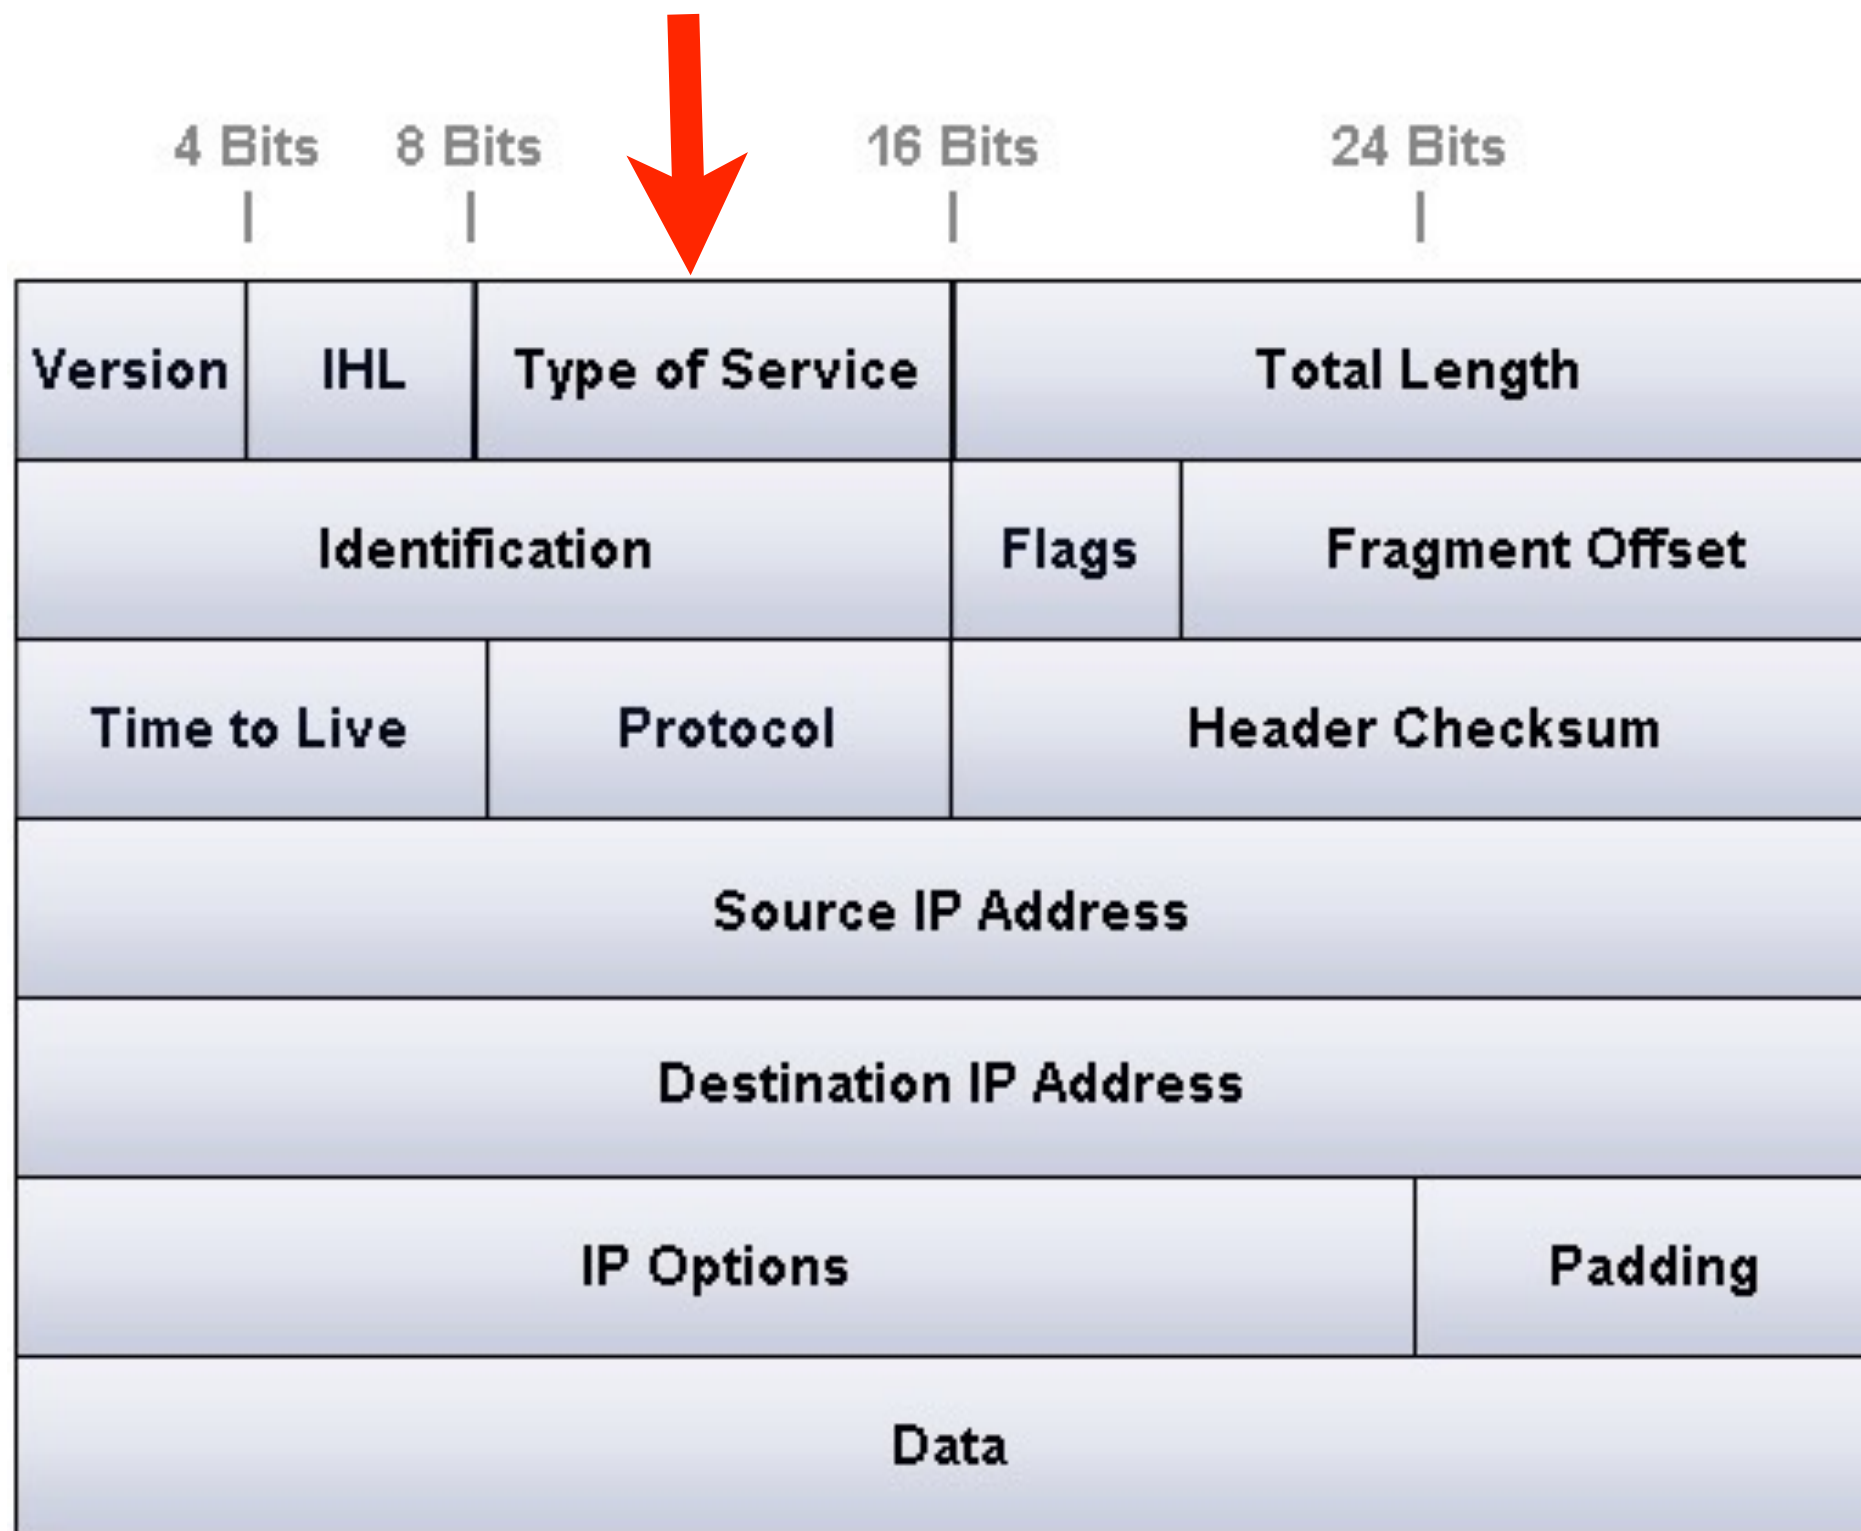 4 Bits 8 Bits 16 Bits 24 Bits
Version IHL Type of Service Total Length
Identification Flags Fragment Offset
Time to Live Protocol Header Checksum
Source IP Address
Destination IP Address
IP Options Padding
Data